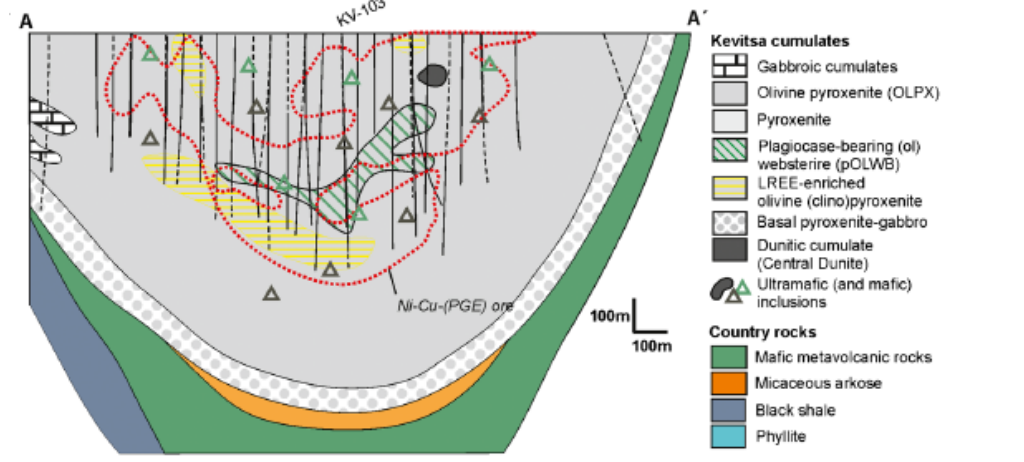 A
KV-103
A´
Ni-Cu-(PGE) ore
100m
100m
Kevitsa cumulates
Gabbroic cumulates
Olivine pyroxenite (OLPX)
Pyroxenite
Plagiocase-bearing (ol)
websterire (pOLWB)
LREE-enriched
olivine (clino)pyroxenite
Basal pyroxenite-gabbro
Dunitic cumulate
(Central Dunite)
Ultramafic (and mafic)
inclusions
Country rocks
Mafic metavolcanic rocks
Micaceous arkose
Black shale
Phyllite